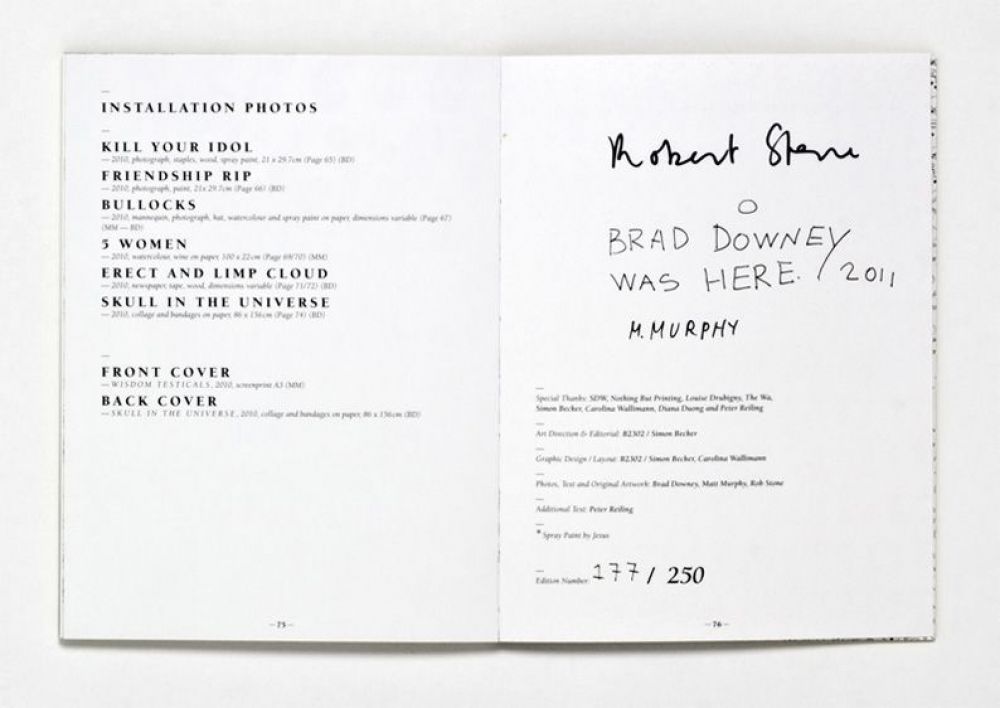 —
INSTALLATION PHOTOS
—
KILL YOUR IDOL
— 2010, photograph, staples, wood, spray paint, 21 x 29.7cm (Page 65) (BD)
FRIENDSHIP RIP
— 2010, photograph, paint, 21x 29.7cm (Page 66) (BD)
BULLOCKS
— 2010, mannequin, photograph, hat, watercolour and spray paint on paper, dimensions variable (Page 67)
(MM — BD)
5 WOMEN
— 2010, watercolour, wine on paper, 100 x 22cm (Page 69/70) (MM)
ERECT AND LIMP CLOUD
— 2010, newspaper, tape, wood, dimensions variable (Page 71/72) (BD)
SKULL IN THE UNIVERSE
— 2010, collage and bandages on paper, 86 x 156cm (Page 74) (BD)
—
FRONT COVER
— WISDOM TESTICALS, 2010, screenprint A3 (MM)
BACK COVER
— SKULL IN THE UNIVERSE, 2010, collage and bandages on paper, 86 x 156cm (BD)
— 75 —
Robert Stone
BRAD DOWNEY
WAS HERE. / 2011
M. MURPHY
—
Special Thanks: SDW, Nothing But Printing, Louise Drubigny, The Wa,
Simon Becker, Carolina Wallimann, Diana Duong and Peter Reiling
—
Art Direction & Editorial: R2302 / Simon Becker
—
Graphic Design / Layout: R2302 / Simon Becker, Carolina Wallimann
—
Photos, Text and Original Artwork: Brad Downey, Matt Murphy, Rob Stone
—
Additional Text: Peter Reiling
—
* Spray Paint by Jesus
—
Edition Number: 177 / 250
— 76 —